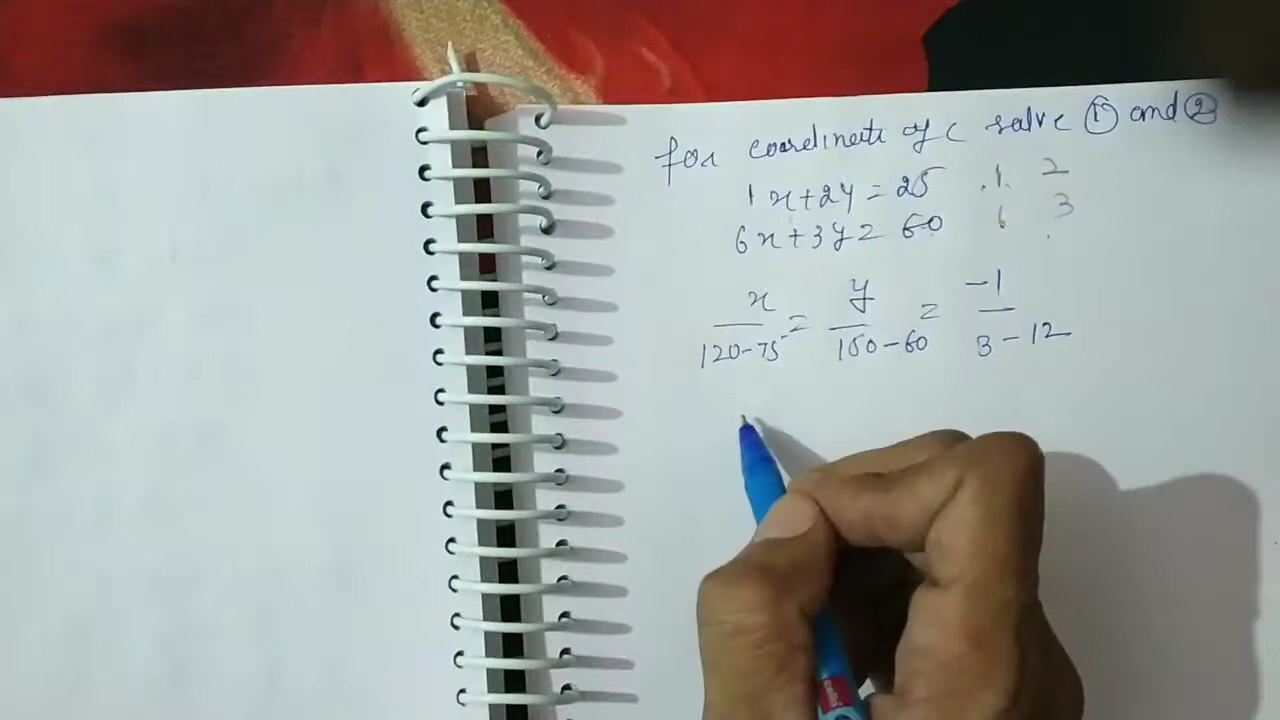 for coordinate of C solve ① and ②
1x+2y=25 .1. 2
6x+3y= 60 6 3
x/120-75 = y/150-60 = -1/3-12